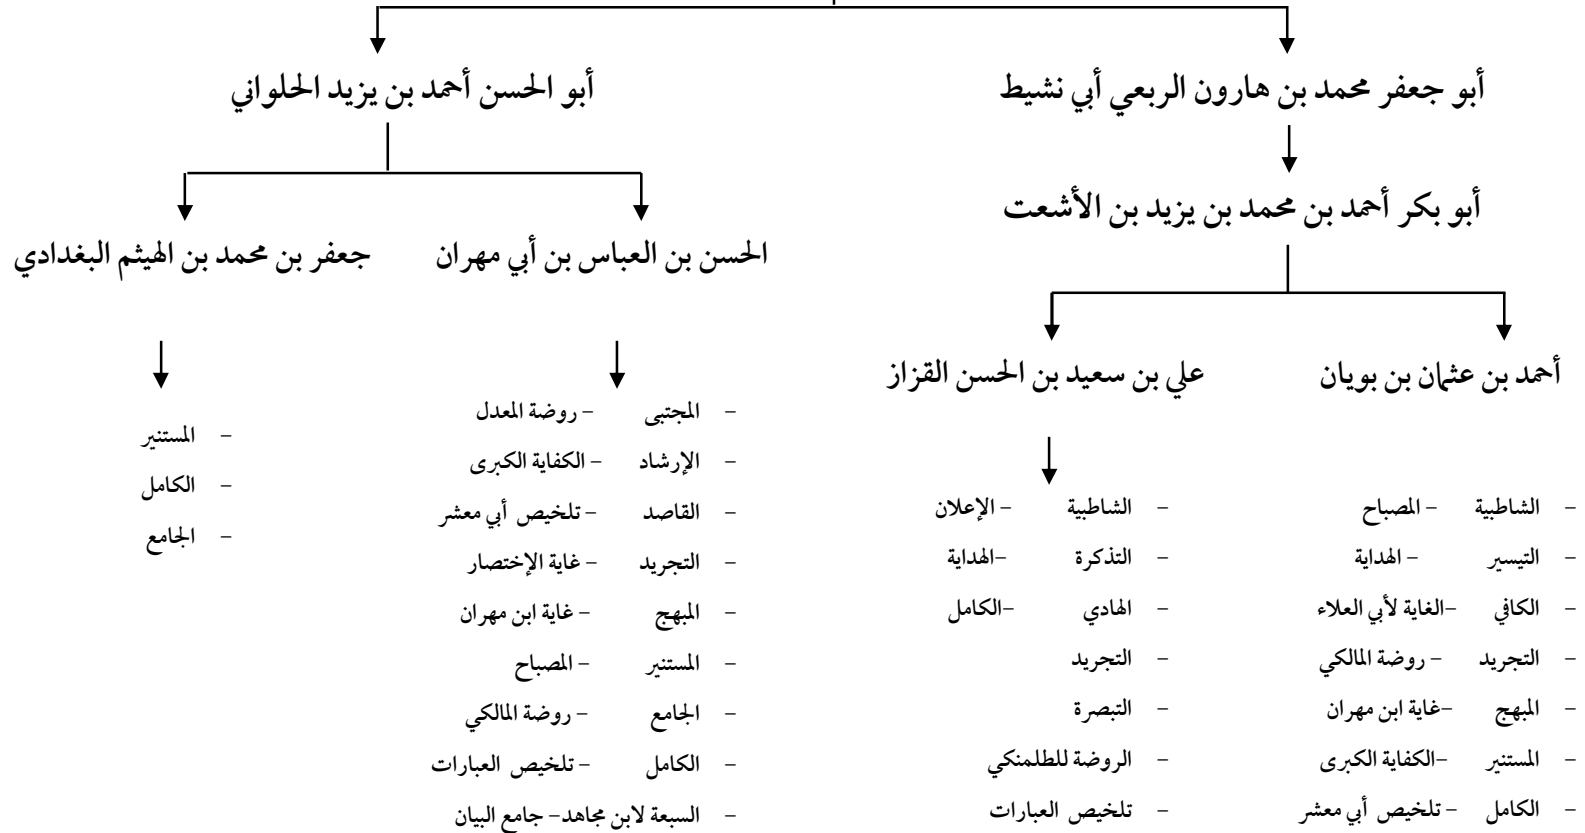 أبو جعفر محمد بن هارون الربعي أبي نشيط
أبو الحسن أحمد بن يزيد الحلواني
أبو بكر أحمد بن محمد بن يزيد بن الأشعت
الحسن بن العباس بن أبي مهران
جعفر بن محمد بن الهيثم البغدادي
أحمد بن عثمان بن بويان
علي بن سعيد بن الحسن القزاز
– الشاطبية – المصباح
– التيسير – الهداية
– الكافي –الغاية لأبي العلاء
– التجريد – روضة المالكي
– المبهج –غاية ابن مهران
– المستنير –الكفاية الكبرى
– الكامل – تلخيص أبي معشر
– الشاطبية – الإعلان
– التذكرة –الهداية
– الهادي –الكامل
– التجريد
– التبصرة
– الروضة للطلمنكي
– تلخيص العبارات
– المجتبى – روضة المعدل
– الإرشاد – الكفاية الكبرى
– القاصد – تلخيص أبي معشر
– التجريد – غاية الإختصار
– المبهج – غاية ابن مهران
– المستنير – المصباح
– الجامع – روضة المالكي
– الكامل – تلخيص العبارات
– السبعة لابن مجاهد– جامع البيان
– المستنير
– الكامل
– الجامع